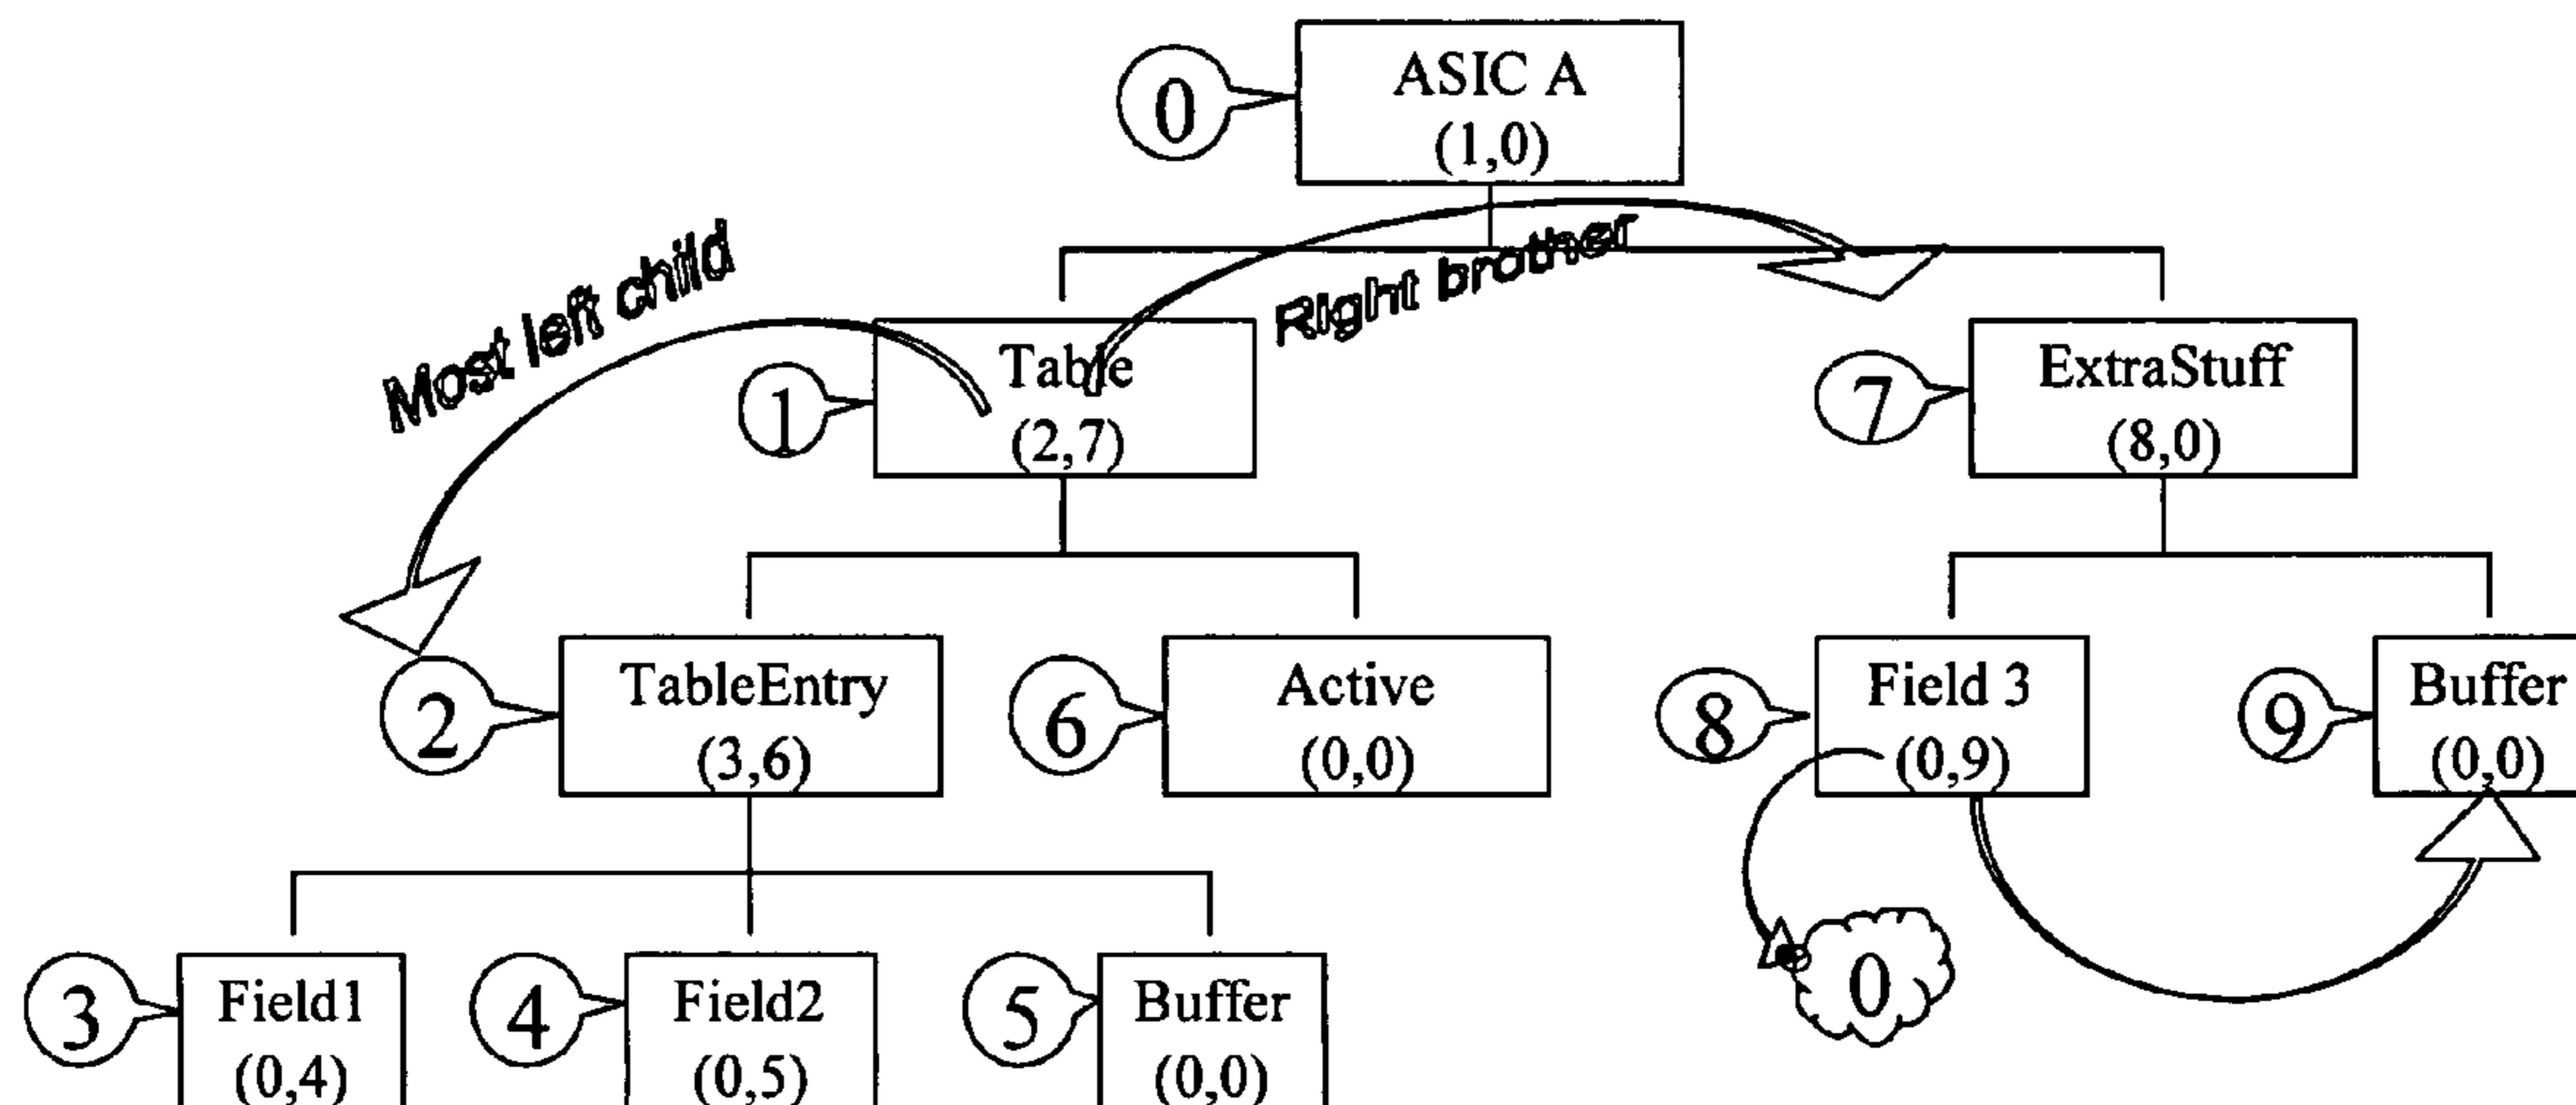 0
ASIC A
(1,0)
Most left child
Right brother
1
Table
(2,7)
7
ExtraStuff
(8,0)
2
TableEntry
(3,6)
6
Active
(0,0)
8
Field 3
(0,9)
9
Buffer
(0,0)
3
Field1
(0,4)
4
Field2
(0,5)
5
Buffer
(0,0)
0